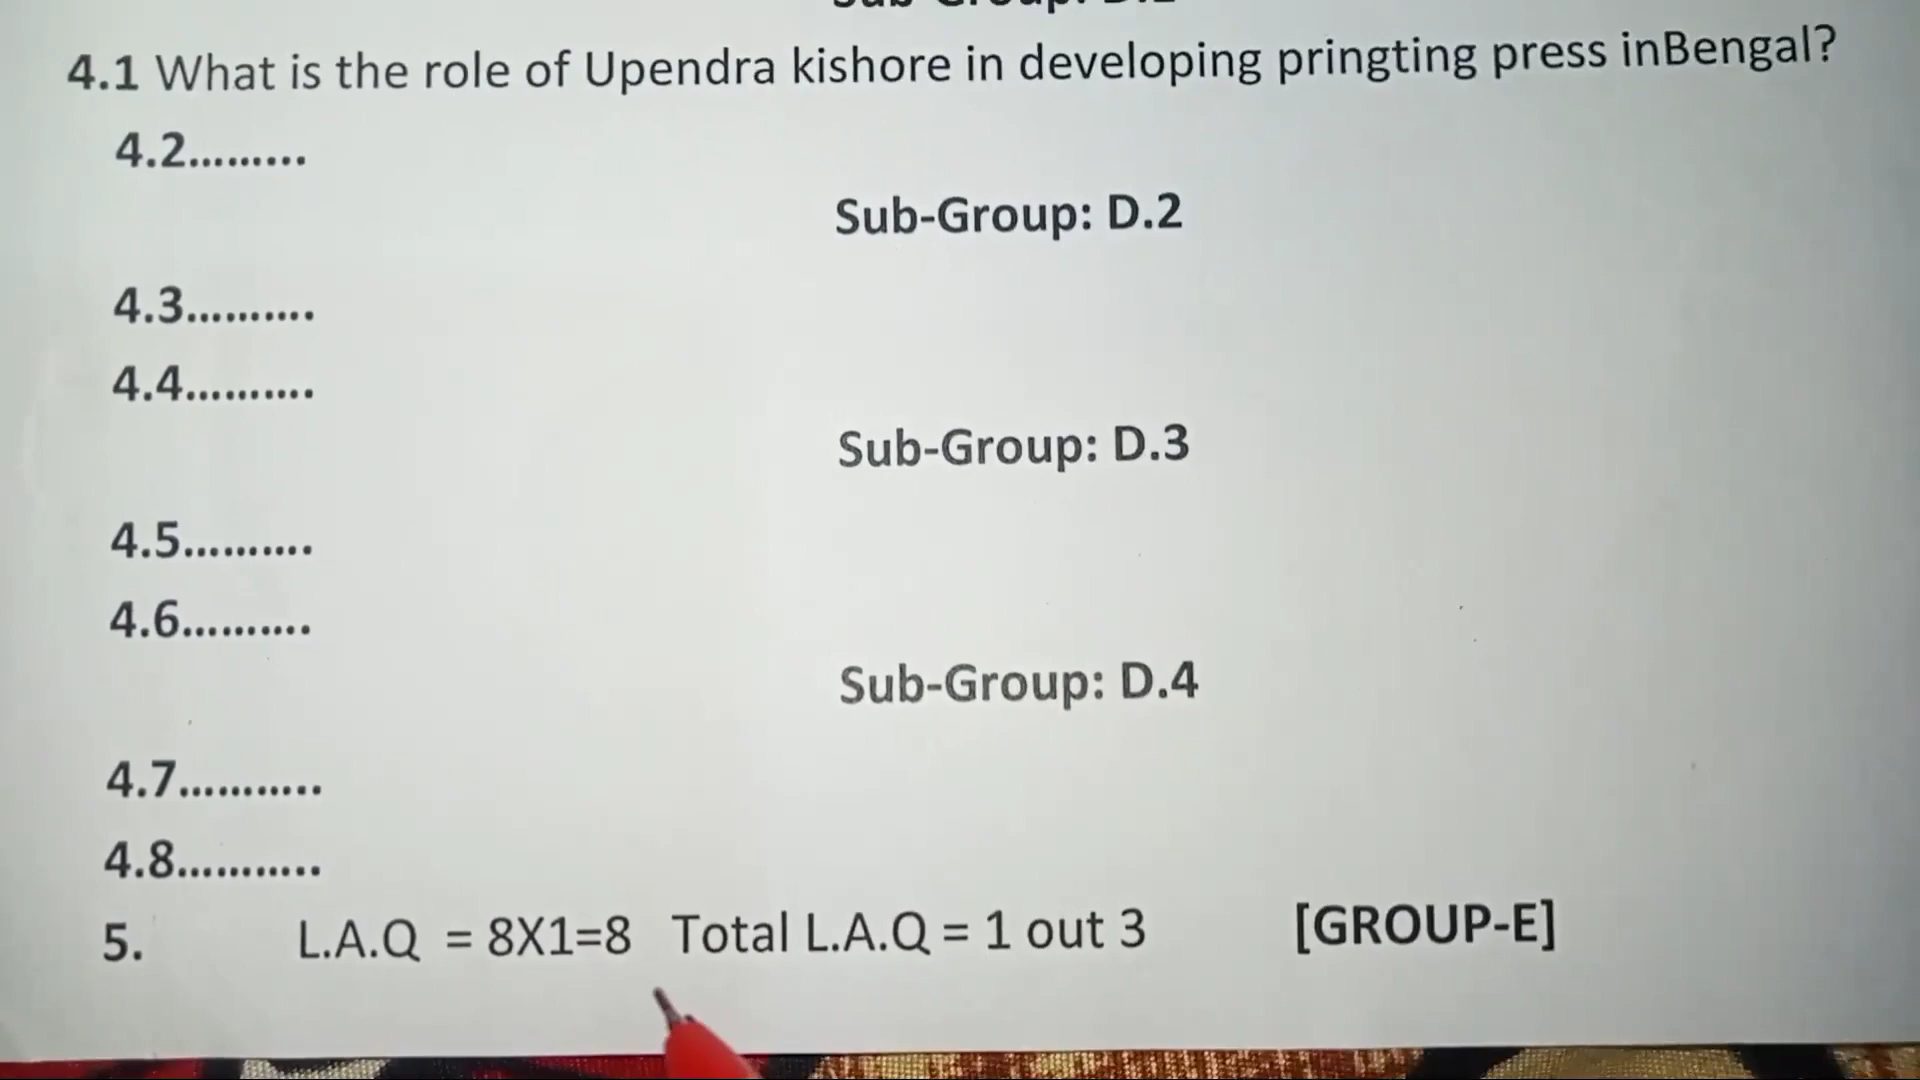 4.1 What is the role of Upendra kishore in developing pringting press inBengal?
4.2.........
Sub-Group: D.2
4.3..........
4.4..........
Sub-Group: D.3
4.5..........
4.6..........
Sub-Group: D.4
4.7...........
4.8...........
5. L.A.Q = 8X1=8 Total L.A.Q = 1 out 3 [GROUP-E]